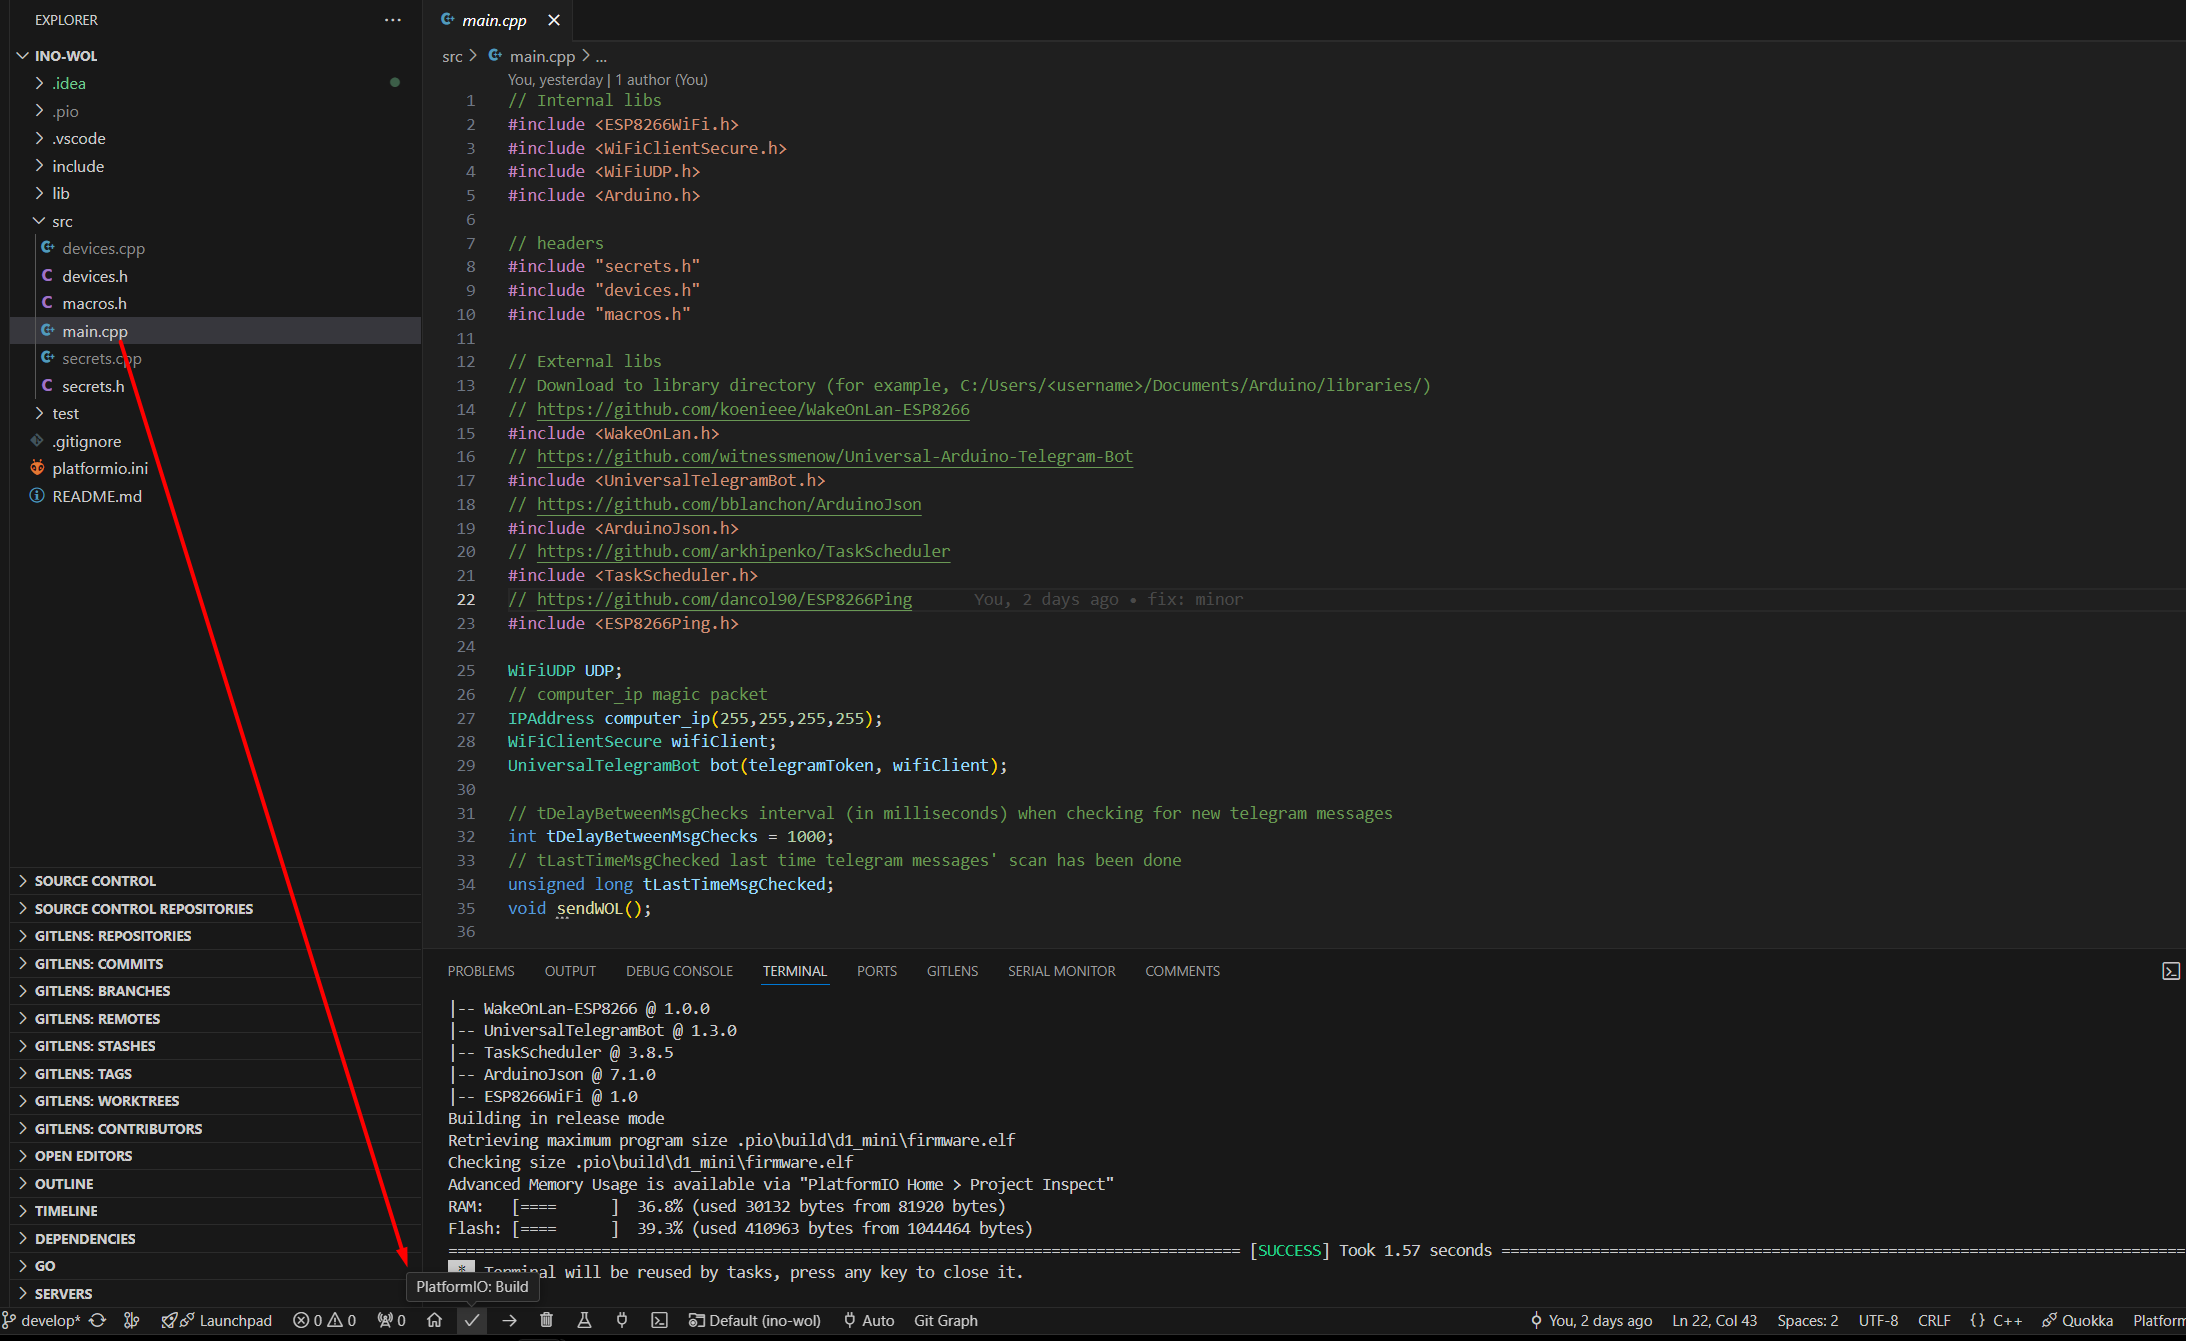 EXPLORER
INO-WOL
.idea
.pio
.vscode
include
lib
src
devices.cpp
devices.h
macros.h
main.cpp
secrets.cpp
secrets.h
test
.gitignore
platformio.ini
README.md
SOURCE CONTROL
SOURCE CONTROL REPOSITORIES
GITLENS: REPOSITORIES
GITLENS: COMMITS
GITLENS: BRANCHES
GITLENS: REMOTES
GITLENS: STASHES
GITLENS: TAGS
GITLENS: WORKTREES
GITLENS: CONTRIBUTORS
OPEN EDITORS
OUTLINE
TIMELINE
DEPENDENCIES
GO
SERVERS
main.cpp
src > main.cpp > ...
You, yesterday | 1 author (You)
1 // Internal libs
2 #include <ESP8266WiFi.h>
3 #include <WiFiClientSecure.h>
4 #include <WiFiUDP.h>
5 #include <Arduino.h>
6
7 // headers
8 #include "secrets.h"
9 #include "devices.h"
10 #include "macros.h"
11
12 // External libs
13 // Download to library directory (for example, C:/Users/<username>/Documents/Arduino/libraries/)
14 // https://github.com/koenieee/WakeOnLan-ESP8266
15 #include <WakeOnLan.h>
16 // https://github.com/witnessmenow/Universal-Arduino-Telegram-Bot
17 #include <UniversalTelegramBot.h>
18 // https://github.com/bblanchon/ArduinoJson
19 #include <ArduinoJson.h>
20 // https://github.com/arkhipenko/TaskScheduler
21 #include <TaskScheduler.h>
22 // https://github.com/dancol90/ESP8266Ping You, 2 days ago • fix: minor
23 #include <ESP8266Ping.h>
24
25 WiFiUDP UDP;
26 // computer_ip magic packet
27 IPAddress computer_ip(255,255,255,255);
28 WiFiClientSecure wifiClient;
29 UniversalTelegramBot bot(telegramToken, wifiClient);
30
31 // tDelayBetweenMsgChecks interval (in milliseconds) when checking for new telegram messages
32 int tDelayBetweenMsgChecks = 1000;
33 // tLastTimeMsgChecked last time telegram messages' scan has been done
34 unsigned long tLastTimeMsgChecked;
35 void sendWOL();
36
PROBLEMS OUTPUT DEBUG CONSOLE TERMINAL PORTS GITLENS SERIAL MONITOR COMMENTS
|-- WakeOnLan-ESP8266 @ 1.0.0
|-- UniversalTelegramBot @ 1.3.0
|-- TaskScheduler @ 3.8.5
|-- ArduinoJson @ 7.1.0
|-- ESP8266WiFi @ 1.0
Building in release mode
Retrieving maximum program size .pio\build\d1_mini\firmware.elf
Checking size .pio\build\d1_mini\firmware.elf
Advanced Memory Usage is available via "PlatformIO Home > Project Inspect"
RAM: [==== ] 36.8% (used 30132 bytes from 81920 bytes)
Flash: [==== ] 39.3% (used 410963 bytes from 1044464 bytes)
[SUCCESS] Took 1.57 seconds
* Terminal will be reused by tasks, press any key to close it.
PlatformIO: Build
develop* Launchpad 0 0 0 Default (ino-wol) Auto Git Graph You, 2 days ago Ln 22, Col 43 Spaces: 2 UTF-8 CRLF {} C++ Quokka Platform